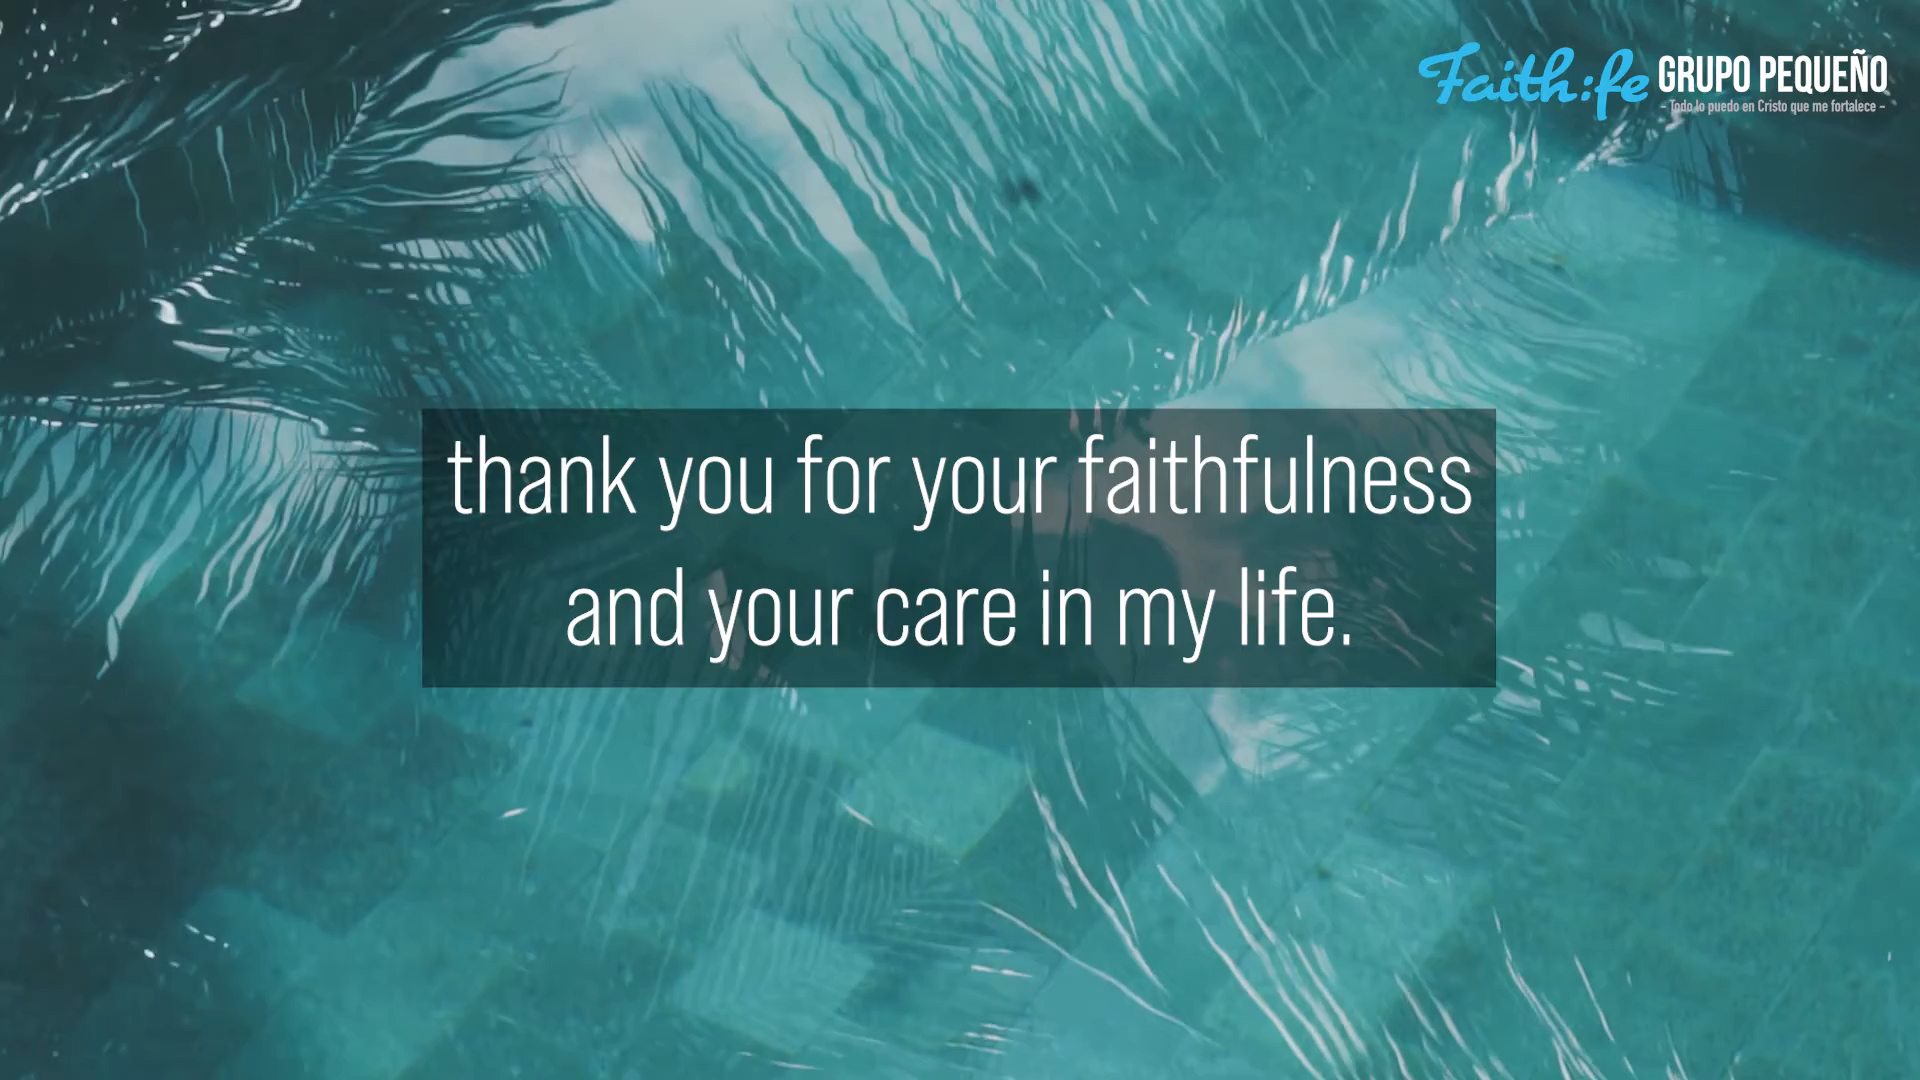 Faith:fe GRUPO PEQUEÑO
- Todo lo puedo en Cristo que me fortalece -
thank you for your faithfulness
and your care in my life.